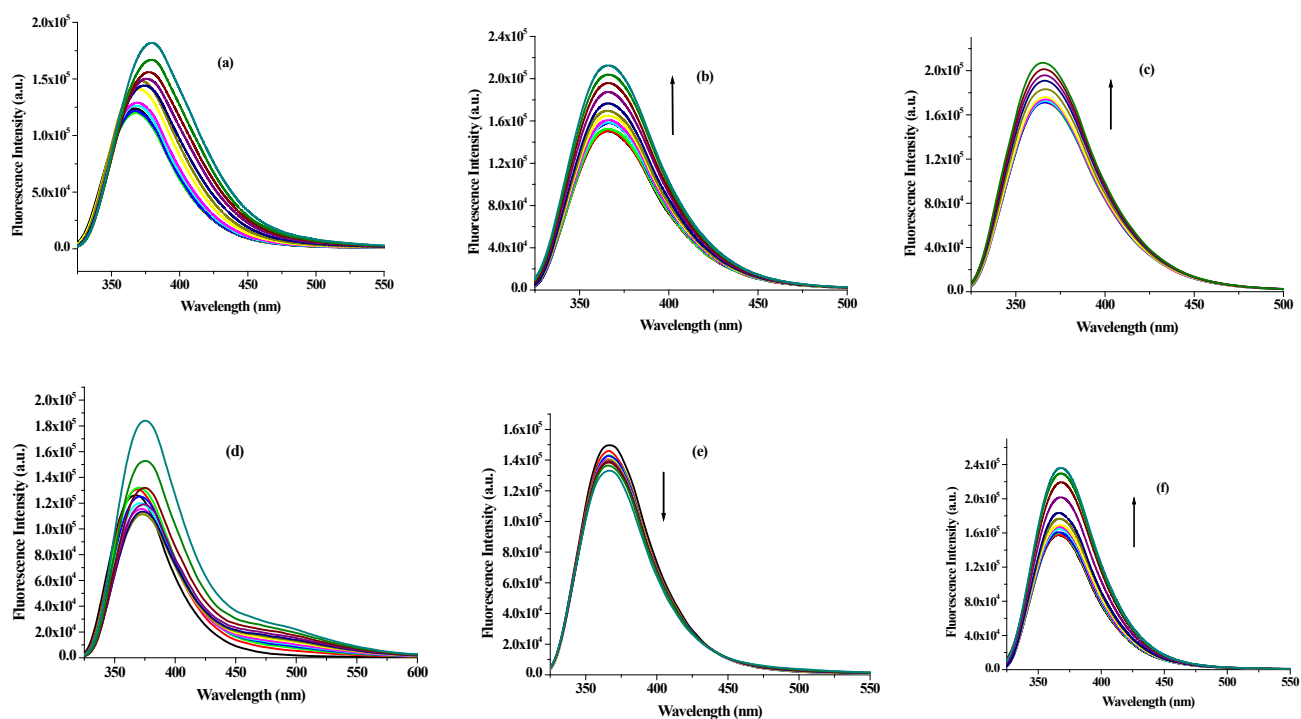 (a)
Fluorescence Intensity (a.u.)
2.0x10⁵
1.5x10⁵
1.0x10⁵
5.0x10⁴
0.0
350 400 450 500 550
Wavelength (nm)
(b)
Fluorescence Intensity (a.u.)
2.4x10⁵
2.0x10⁵
1.6x10⁵
1.2x10⁵
8.0x10⁴
4.0x10⁴
0.0
350 400 450 500
Wavelength (nm)
(c)
Fluorescence Intensity (a.u.)
2.0x10⁵
1.6x10⁵
1.2x10⁵
8.0x10⁴
4.0x10⁴
0.0
350 400 450 500
Wavelength (nm)
(d)
Fluorescence Intensity (a.u.)
2.0x10⁵
1.8x10⁵
1.6x10⁵
1.4x10⁵
1.2x10⁵
1.0x10⁵
8.0x10⁴
6.0x10⁴
4.0x10⁴
2.0x10⁴
0.0
350 400 450 500 550 600
Wavelength (nm)
(e)
Fluorescence Intensity (a.u.)
1.6x10⁵
1.4x10⁵
1.2x10⁵
1.0x10⁵
8.0x10⁴
6.0x10⁴
4.0x10⁴
2.0x10⁴
0.0
350 400 450 500 550
Wavelength (nm)
(f)
Fluorescence Intensity (a.u.)
2.4x10⁵
2.0x10⁵
1.6x10⁵
1.2x10⁵
8.0x10⁴
4.0x10⁴
0.0
350 400 450 500 550
Wavelength (nm)